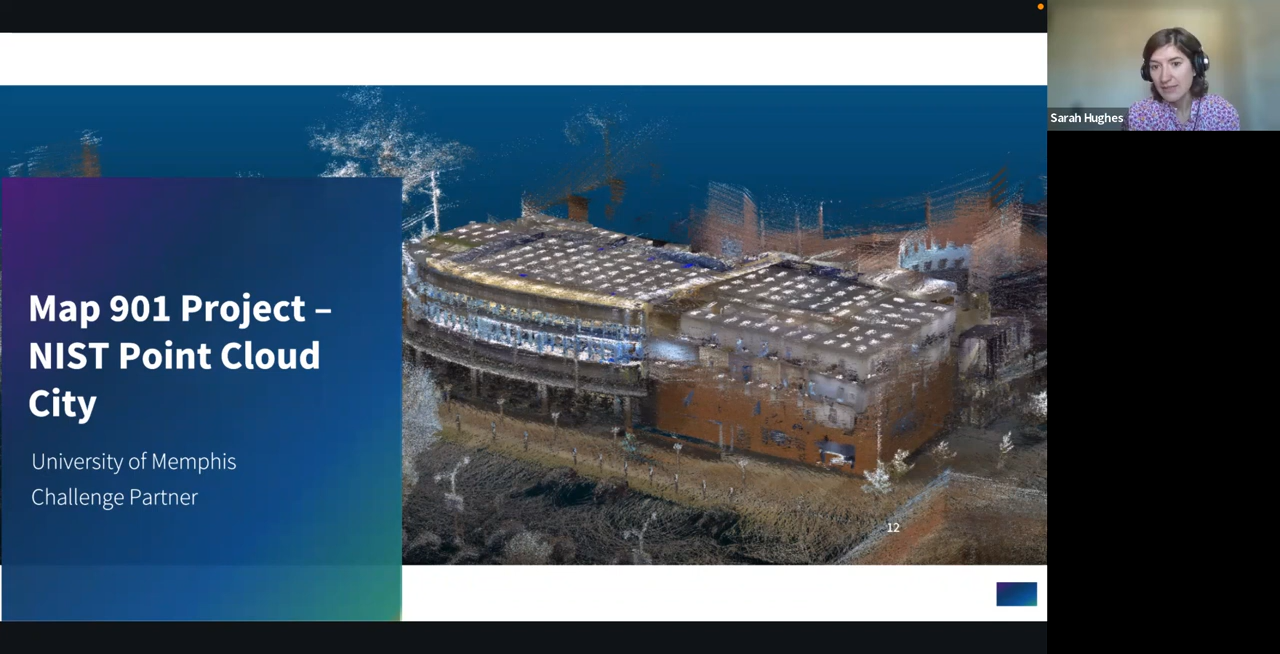 Map 901 Project –
NIST Point Cloud
City
University of Memphis
Challenge Partner
12
Sarah Hughes